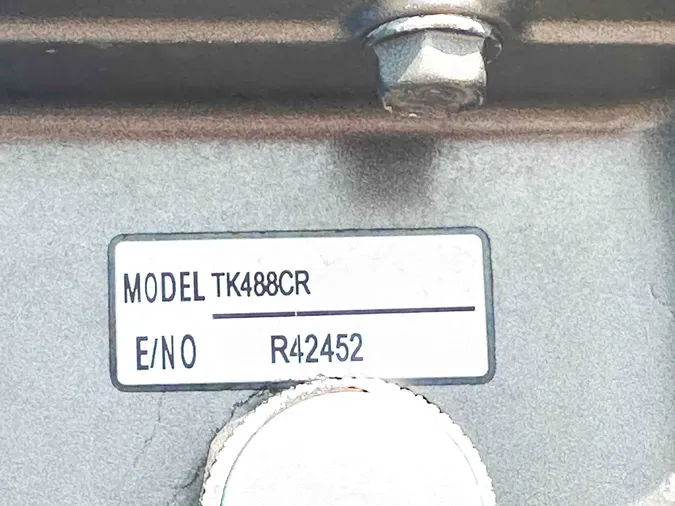 MODEL TK488CR
E/NO R42452